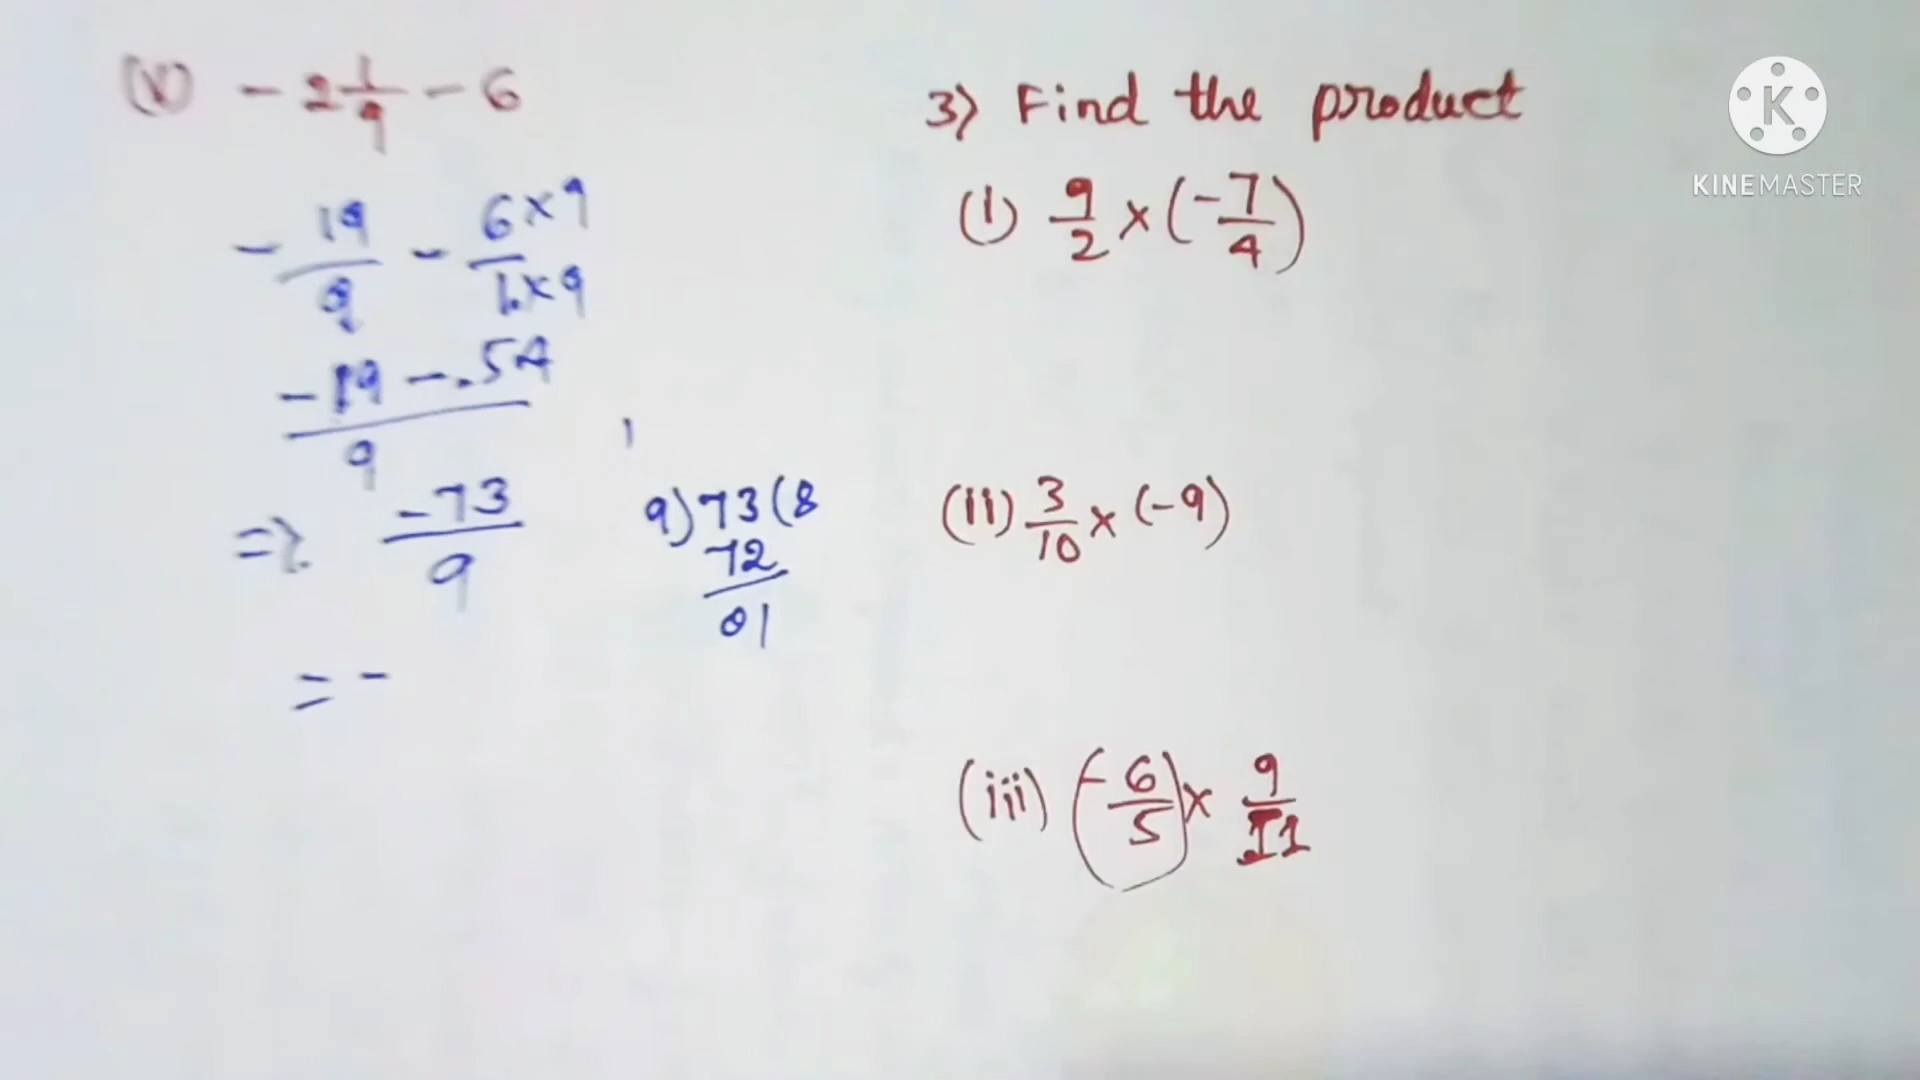 (V) - 2 1/9 - 6
- 19/9 - 6×9/1×9
-19 - 54
9
=> -73/9
9)73(8
72
01
= -
3) Find the product
(i) 9/2 × (-7/4)
(ii) 3/10 × (-9)
(iii) (-6/5) × 9/11
K
KINEMASTER